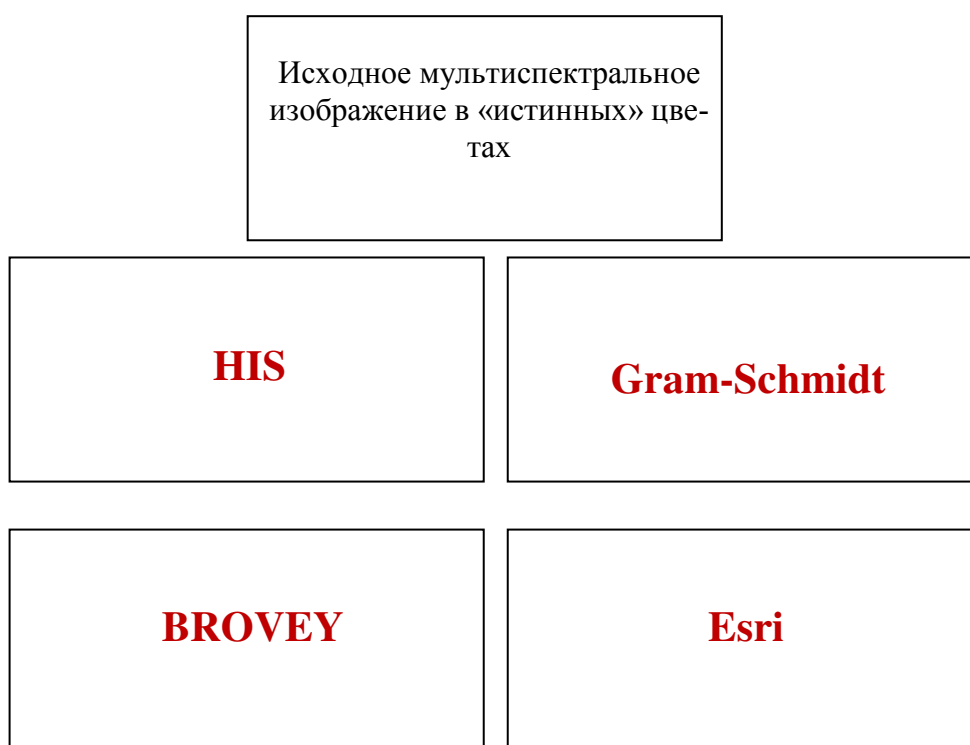 Исходное мультиспектральное
изображение в «истинных» цве-
тах
HIS
Gram-Schmidt
BROVEY
Esri